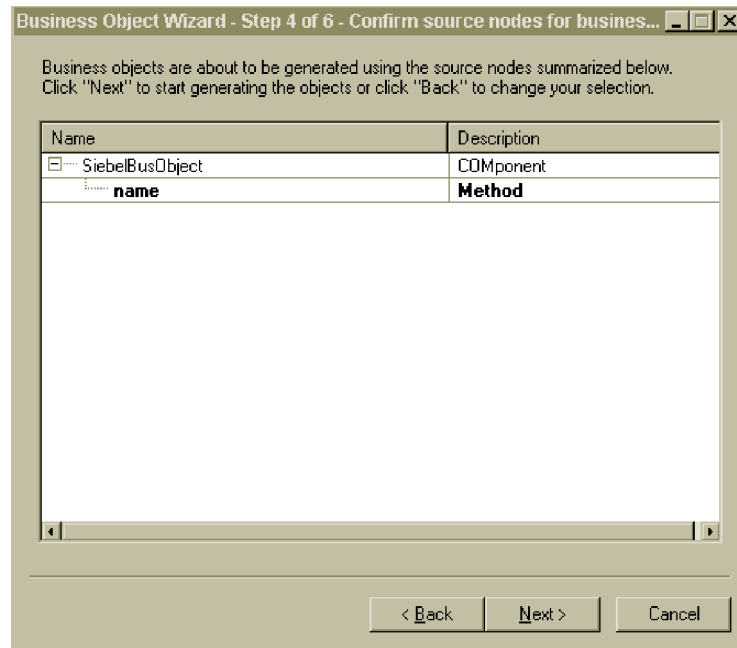 Business Object Wizard - Step 4 of 6 - Confirm source nodes for busines...
Business objects are about to be generated using the source nodes summarized below.
Click "Next" to start generating the objects or click "Back" to change your selection.
Name Description
SiebelBusObject COMponent
name Method
< Back Next > Cancel